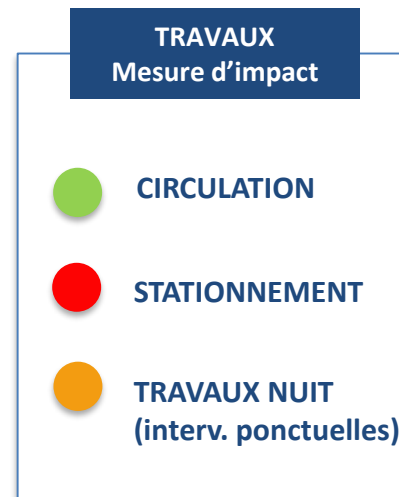 TRAVAUX
Mesure d’impact
CIRCULATION
STATIONNEMENT
TRAVAUX NUIT
(interv. ponctuelles)